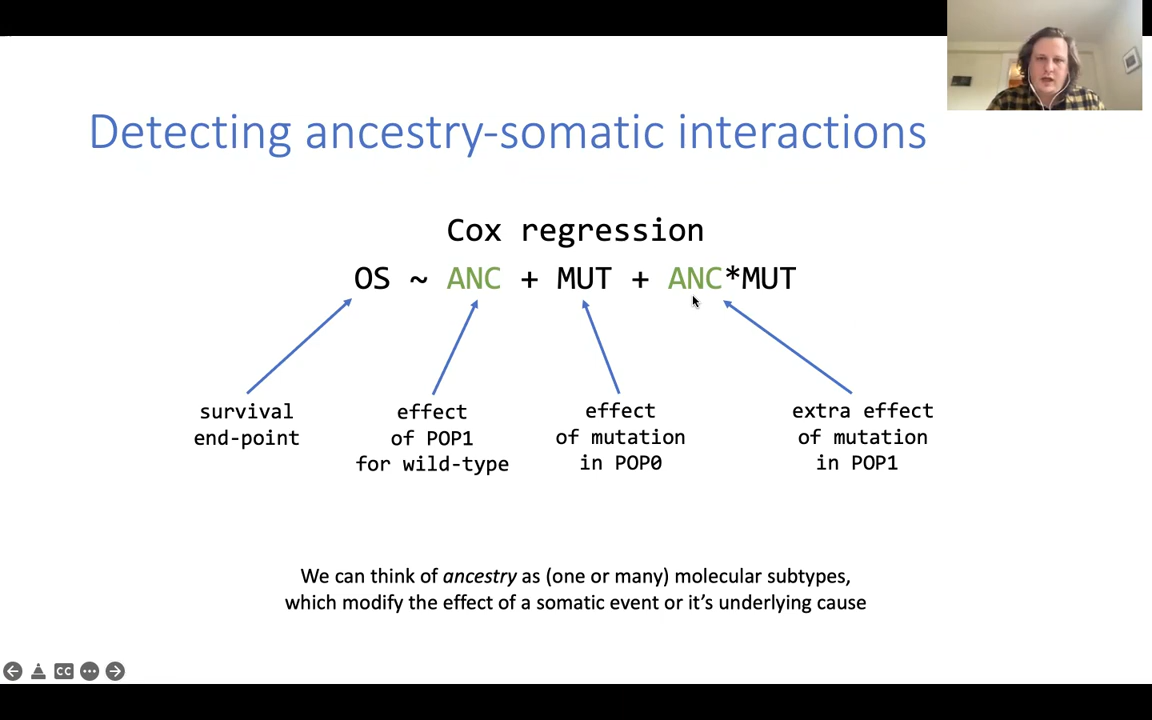 Detecting ancestry-somatic interactions
Cox regression
OS ~ ANC + MUT + ANC*MUT
survival
end-point
effect
of POP1
for wild-type
effect
of mutation
in POP0
extra effect
of mutation
in POP1
We can think of ancestry as (one or many) molecular subtypes,
which modify the effect of a somatic event or it's underlying cause
CC